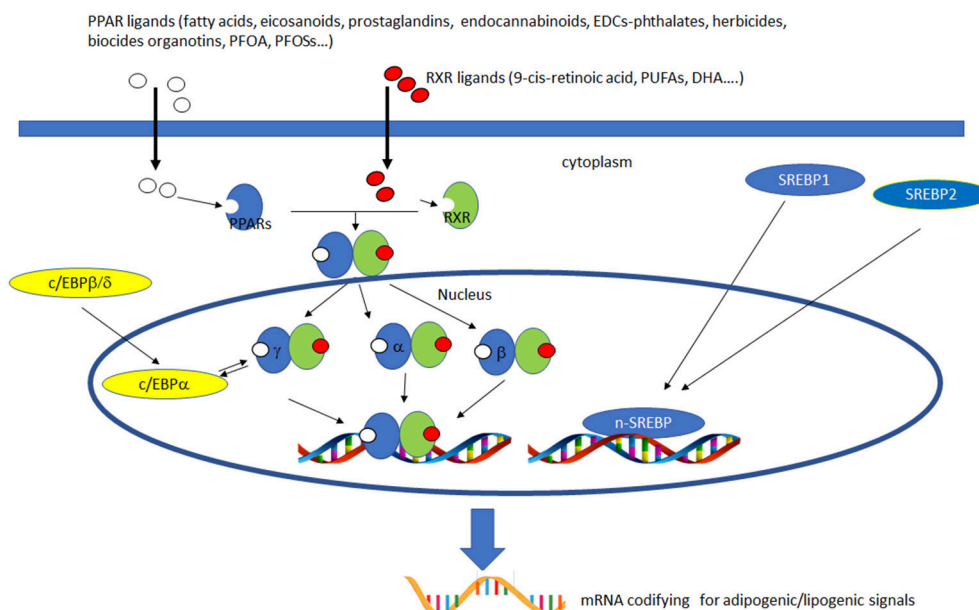 PPAR ligands (fatty acids, eicosanoids, prostaglandins, endocannabinoids, EDCs-phthalates, herbicides,
biocides organotins, PFOA, PFOSs...)
RXR ligands (9-cis-retinoic acid, PUFAs, DHA....)
cytoplasm
SREBP1
SREBP2
PPARs
RXR
c/EBPβ/δ
Nucleus
γ
α
β
c/EBPα
n-SREBP
mRNA codifying for adipogenic/lipogenic signals